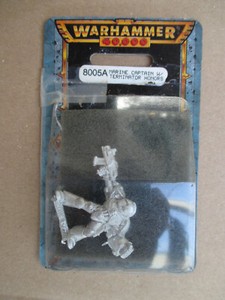 WARHAMMER
40,000
8005A MARINE CAPTAIN W-
TERMINATOR HONORS